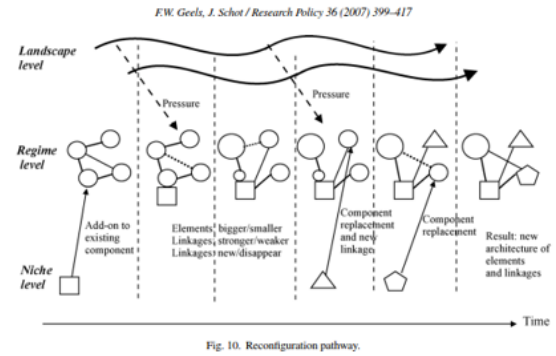 F.W. Geels, J. Schot / Research Policy 36 (2007) 399–417
Landscape
level
Pressure
Pressure
Regime
level
Add-on to
existing
component
Elements: bigger/smaller
Linkages: stronger/weaker
Linkages: new/disappear
Component
replacement
and new
linkage
Component
replacement
Result: new
architecture of
elements
and linkages
Niche
level
Time
Fig. 10. Reconfiguration pathway.